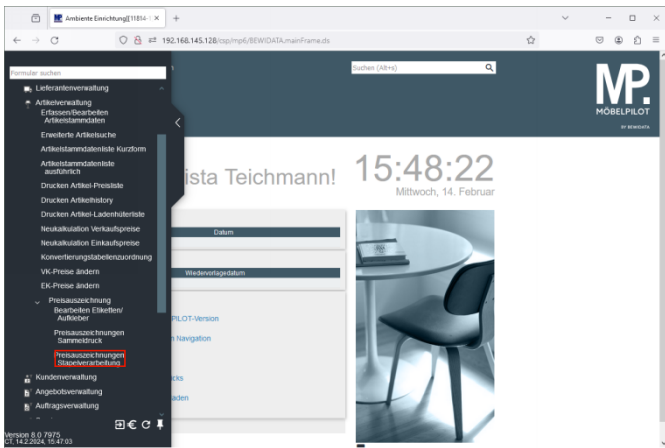 Ambiente Einrichtung[[11814-
192.168.145.128/csp/mp6/BEWIDATA.mainFrame.ds
Formular suchen
Suchen (Alt+s)
Lieferantenverwaltung
Artikelverwaltung
Erfassen/Bearbeiten
Artikelstammdaten
Erweiterte Artikelsuche
Artikelstammdatenliste Kurzform
Artikelstammdatenliste
ausführlich
Drucken Artikel-Preisliste
Drucken Artikelhistory
Drucken Artikel-Ladenhüterliste
Neukalkulation Verkaufspreise
Neukalkulation Einkaufspreise
Konvertierungstabellenzuordnung
VK-Preise ändern
EK-Preise ändern
Preisauszeichnung
Bearbeiten Etiketten/
Aufkleber
Preisauszeichnungen
Sammeldruck
Preisauszeichnungen
Stapelverarbeitung
Kundenverwaltung
Angebotsverwaltung
Auftragsverwaltung
Version 8.0 7975
CT, 14.2.2024, 15:47:03
MP.
MÖBELPILOT
BY BEWIDATA
ista Teichmann!
15:48:22
Mittwoch, 14. Februar
Datum
Wiedervorlagedatum
PILOT-Version
n Navigation
cks
aden